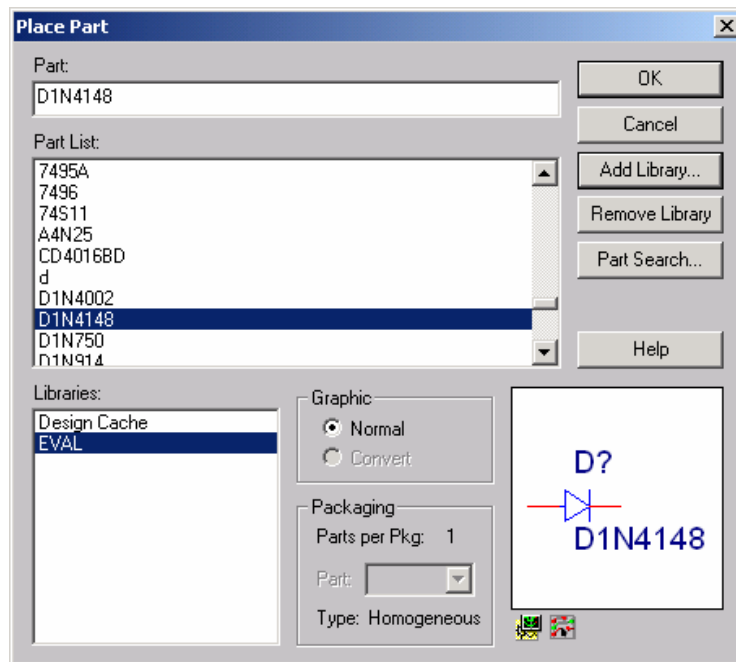 Place Part
Part:
D1N4148
Part List:
7495A
7496
74S11
A4N25
CD4016BD
d
D1N4002
D1N4148
D1N750
D1N914
OK
Cancel
Add Library...
Remove Library
Part Search...
Help
Libraries:
Design Cache
EVAL
Graphic
Normal
Convert
Packaging
Parts per Pkg: 1
Part:
Type: Homogeneous
D?
D1N4148